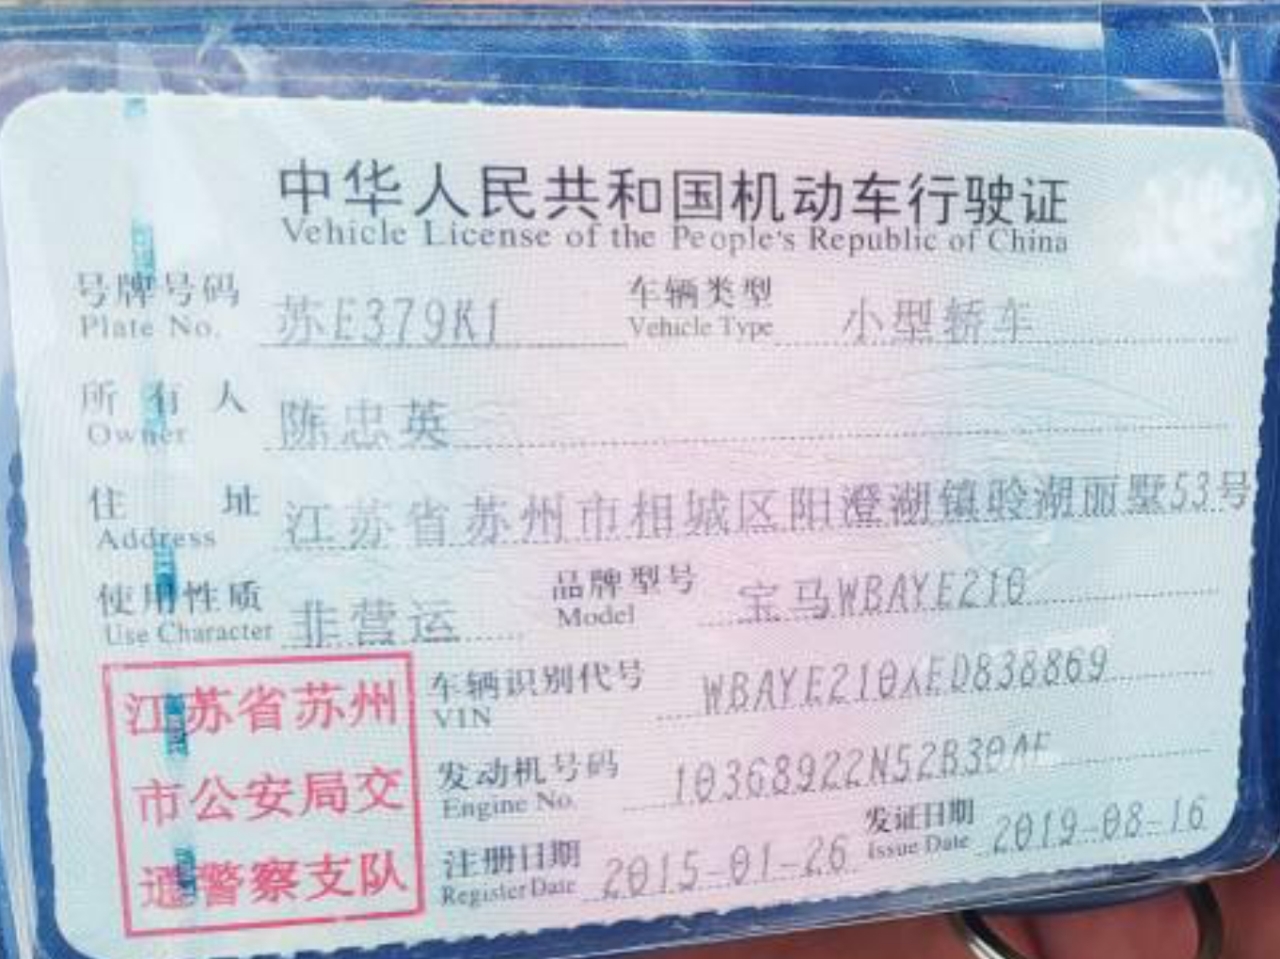 中华人民共和国机动车行驶证
Vehicle License of the People's Republic of China
号牌号码 苏E379K1 车辆类型 小型轿车
Plate No. Vehicle Type
所有人 陈忠英
Owner
住址 江苏省苏州市相城区阳澄湖镇聆湖丽墅53号
Address
使用性质 非营运 品牌型号 宝马WBAYE210
Use Character Model
江苏省苏州
市公安局交
通警察支队
车辆识别代号 WBAYE210XED838869
VIN
发动机号码 10368922N52B30AF
Engine No.
注册日期 2015-01-26 发证日期 2019-08-16
Register Date Issue Date